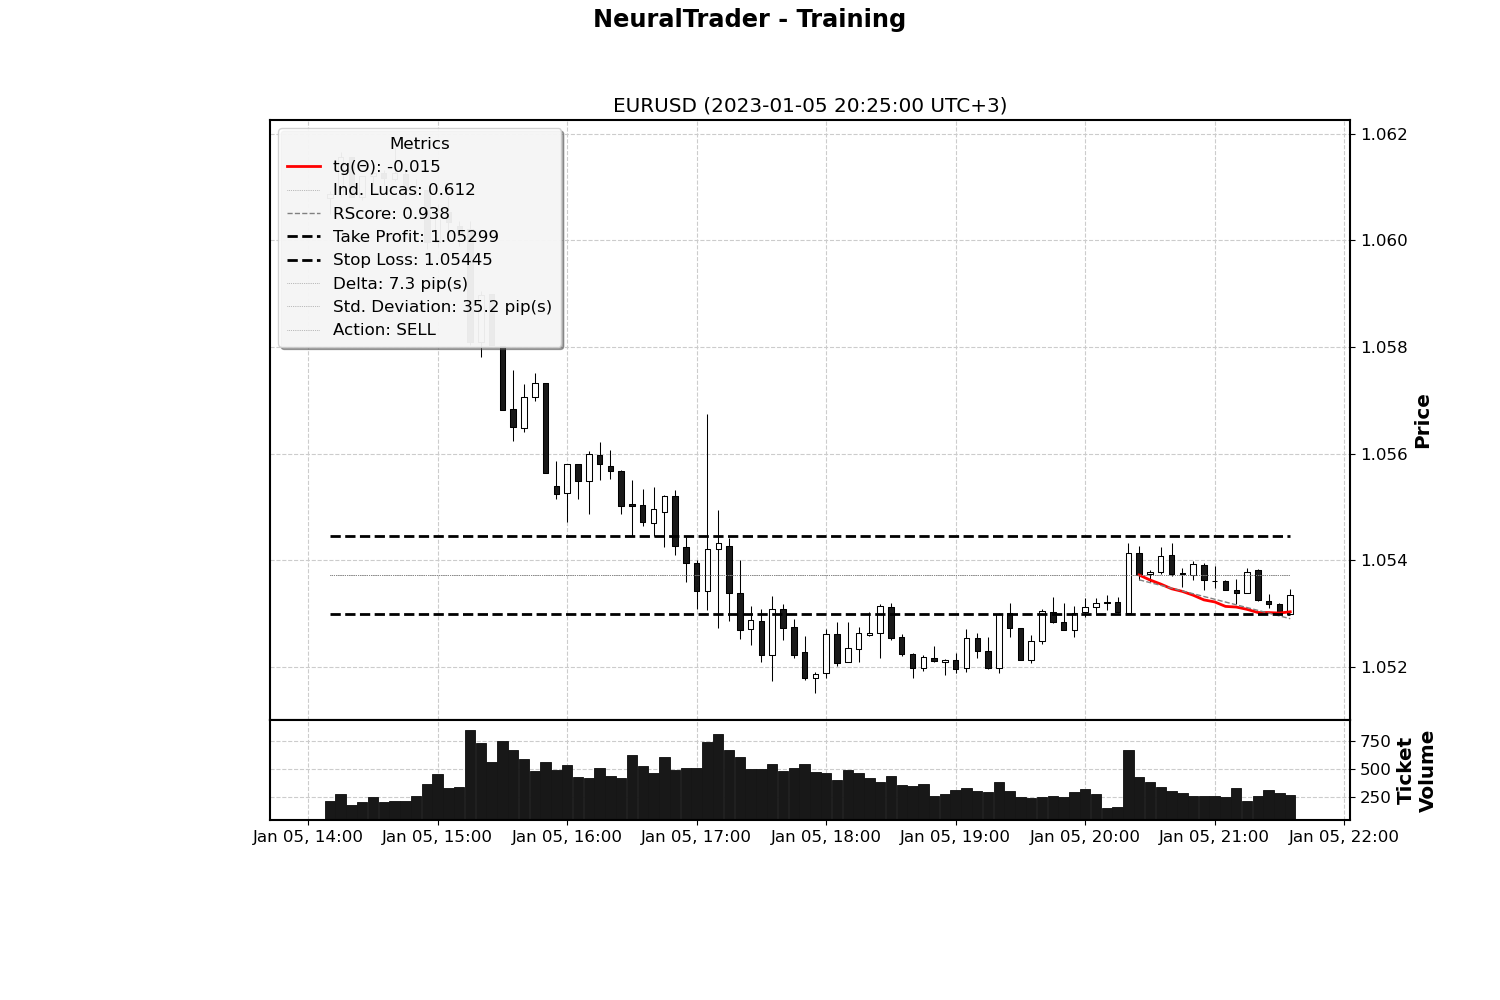 NeuralTrader - Training
EURUSD (2023-01-05 20:25:00 UTC+3)
Metrics
tg(Θ): -0.015
Ind. Lucas: 0.612
RScore: 0.938
Take Profit: 1.05299
Stop Loss: 1.05445
Delta: 7.3 pip(s)
Std. Deviation: 35.2 pip(s)
Action: SELL
1.062
1.060
1.058
1.056
1.054
1.052
Price
750
500
250
Ticket
Volume
Jan 05, 14:00
Jan 05, 15:00
Jan 05, 16:00
Jan 05, 17:00
Jan 05, 18:00
Jan 05, 19:00
Jan 05, 20:00
Jan 05, 21:00
Jan 05, 22:00